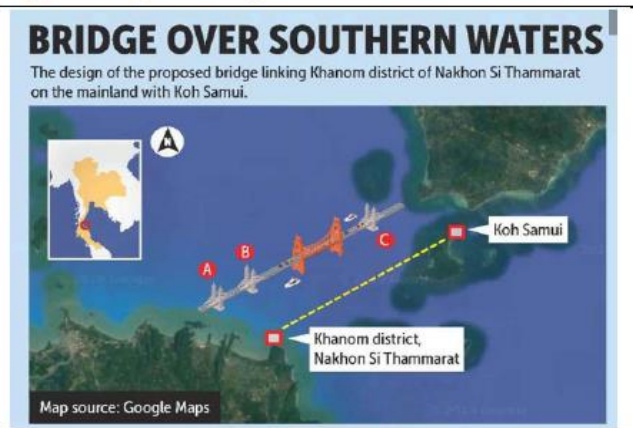 BRIDGE OVER SOUTHERN WATERS
The design of the proposed bridge linking Khanom district of Nakhon Si Thammarat
on the mainland with Koh Samui.
N
A
B
C
Koh Samui
Khanom district,
Nakhon Si Thammarat
Map source: Google Maps